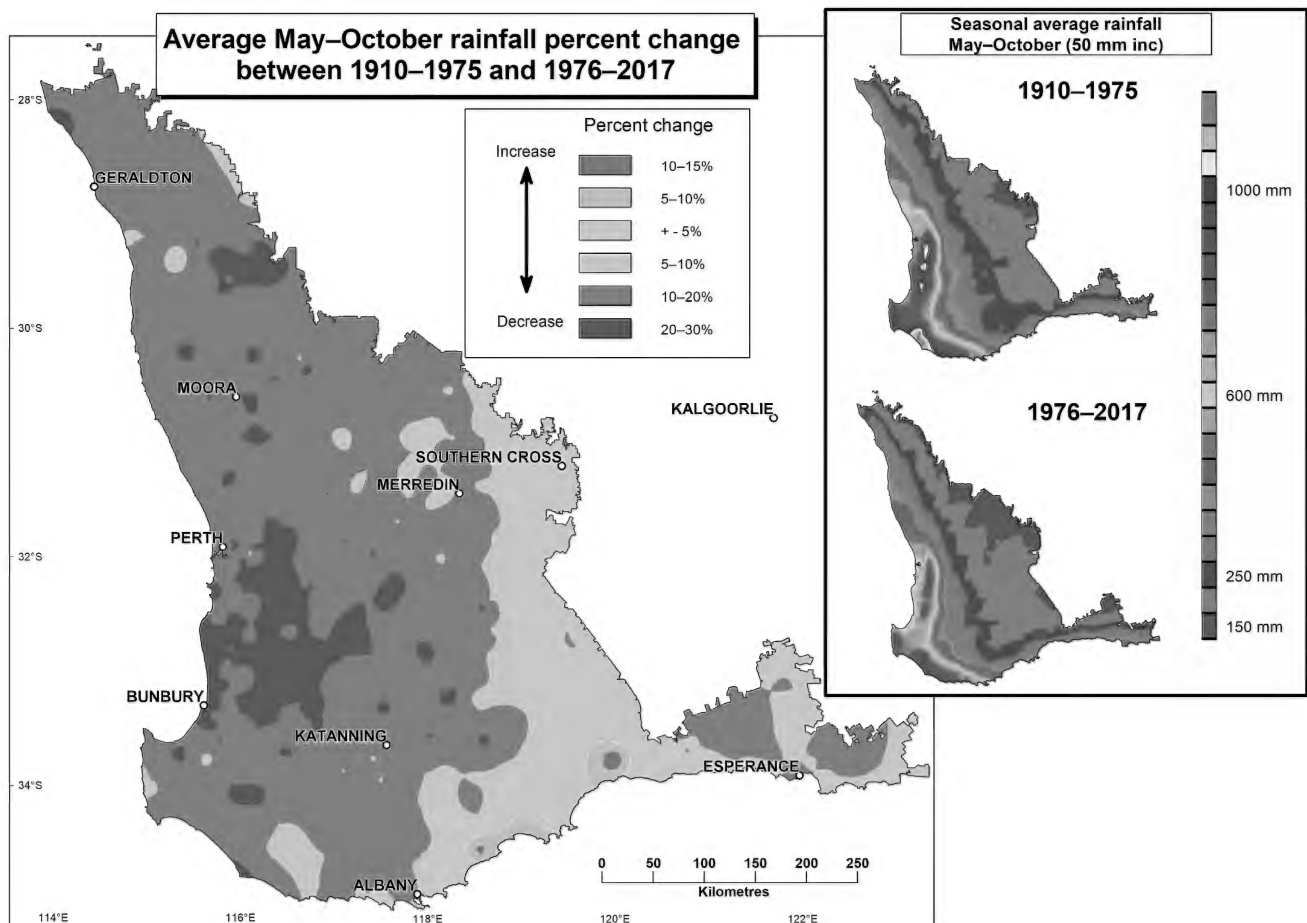 Average May–October rainfall percent change
between 1910–1975 and 1976–2017
Percent change
Increase
10–15%
5–10%
+ - 5%
5–10%
10–20%
Decrease
20–30%
28°S
30°S
32°S
34°S
GERALDTON
MOORA
KALGOORLIE
SOUTHERN CROSS
MERREDIN
PERTH
BUNBURY
KATANNING
ESPERANCE
ALBANY
0 50 100 150 200 250
Kilometres
114°E 116°E 118°E 120°E 122°E
Seasonal average rainfall
May–October (50 mm inc)
1910–1975
1976–2017
1000 mm
600 mm
250 mm
150 mm